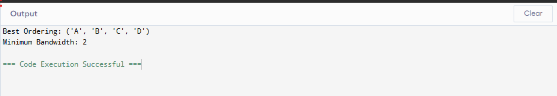 Output
Clear
Best Ordering: ('A', 'B', 'C', 'D')
Minimum Bandwidth: 2
=== Code Execution Successful ===